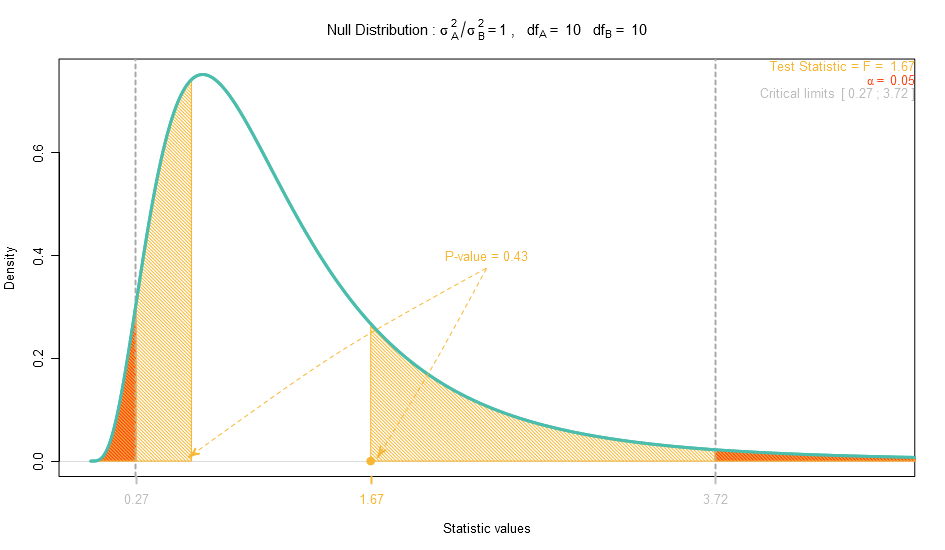 Null Distribution : σ²A/σ²B = 1 , dfA = 10 dfB = 10
Test Statistic = F = 1.67
α = 0.05
Critical limits [ 0.27 ; 3.72 ]
P-value = 0.43
Density
0.6
0.4
0.2
0.0
0.27
1.67
3.72
Statistic values